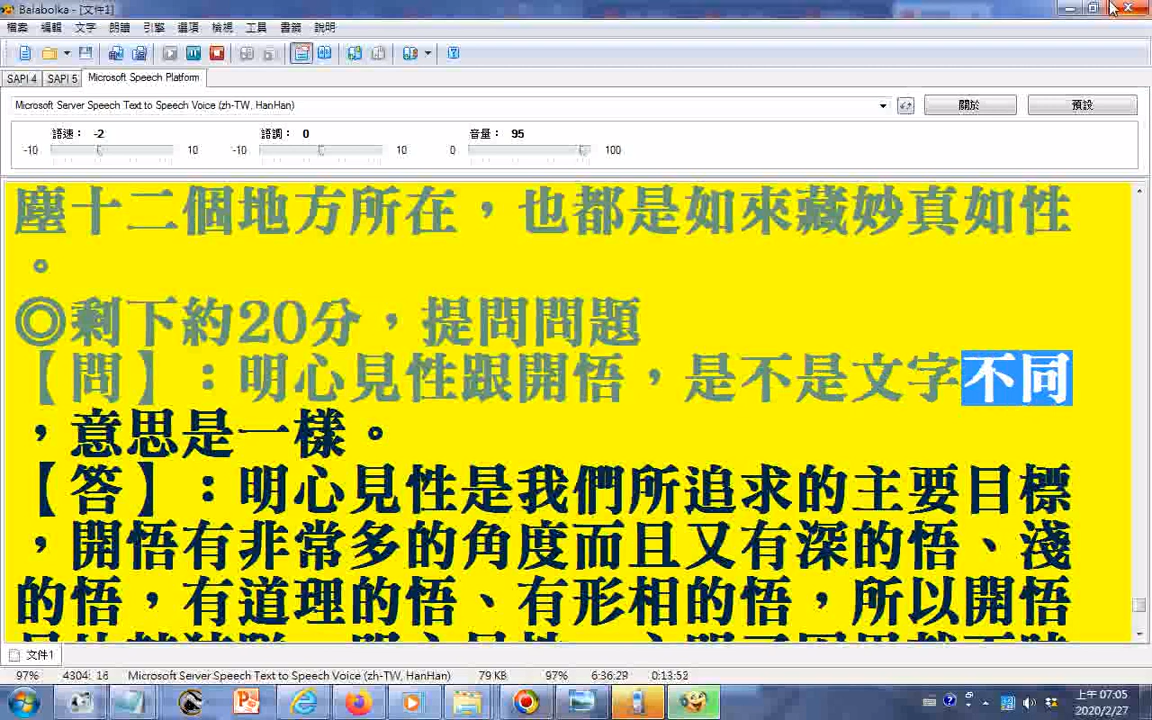 Balabolka - [文件1]
檔案 編輯 文字 朗讀 引擎 選項 檢視 工具 書籤 說明
SAPI 4 SAPI 5 Microsoft Speech Platform
Microsoft Server Speech Text to Speech Voice (zh-TW, HanHan) 關於 預設
語速： -2 語調： 0 音量： 95
-10 10 -10 10 0 100
塵十二個地方所在，也都是如來藏妙真如性
。
◎剩下約20分，提問問題
【問】：明心見性跟開悟，是不是文字不同
，意思是一樣。
【答】：明心見性是我們所追求的主要目標
，開悟有非常多的角度而且又有深的悟、淺
的悟，有道理的悟、有形相的悟，所以開悟
文件1
97% 4304: 16 Microsoft Server Speech Text to Speech Voice (zh-TW, HanHan) 79 KB 97% 6:36:29 0:13:52
上午 07:05
2020/2/27